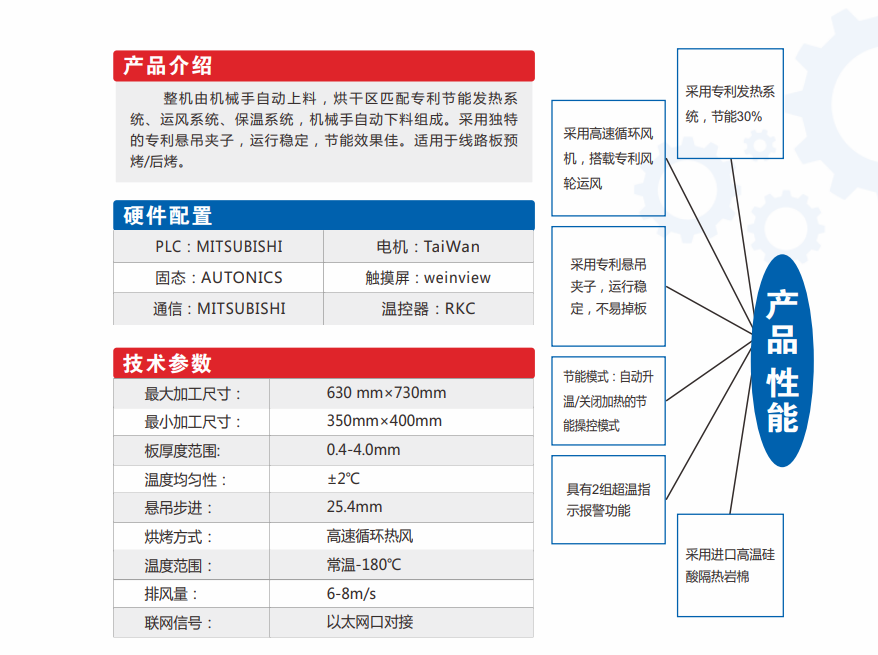 产品介绍
整机由机械手自动上料，烘干区匹配专利节能发热系
统、运风系统、保温系统，机械手自动下料组成。采用独特
的专利悬吊夹子，运行稳定，节能效果佳。适用于线路板预
烤/后烤。
硬件配置
PLC：MITSUBISHI 电机：TaiWan
固态：AUTONICS 触摸屏：weinview
通信：MITSUBISHI 温控器：RKC
技术参数
最大加工尺寸： 630 mm×730mm
最小加工尺寸： 350mm×400mm
板厚度范围: 0.4-4.0mm
温度均匀性： ±2℃
悬吊步进： 25.4mm
烘烤方式： 高速循环热风
温度范围： 常温-180℃
排风量： 6-8m/s
联网信号： 以太网口对接
采用专利发热系
统，节能30%
采用高速循环风
机，搭载专利风
轮运风
采用专利悬吊
夹子，运行稳
定，不易掉板
节能模式：自动升
温/关闭加热的节
能操控模式
具有2组超温指
示报警功能
采用进口高温硅
酸隔热岩棉
产品性能